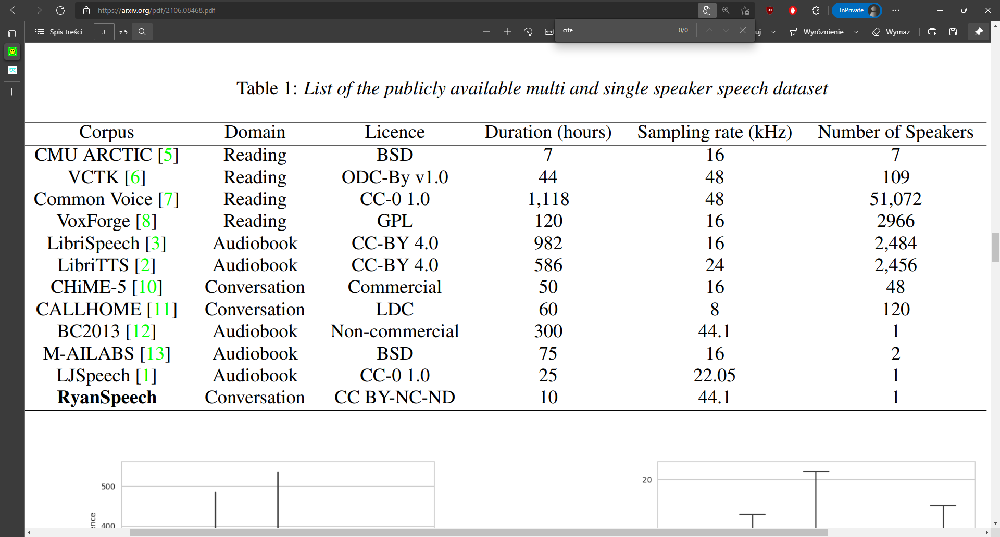 https://arxiv.org/pdf/2106.08468.pdf
InPrivate
Spis treści 3 z 5
cite 0/0
uj Wyróżnienie Wymaż
Table 1: List of the publicly available multi and single speaker speech dataset
Corpus Domain Licence Duration (hours) Sampling rate (kHz) Number of Speakers
CMU ARCTIC [5] Reading BSD 7 16 7
VCTK [6] Reading ODC-By v1.0 44 48 109
Common Voice [7] Reading CC-0 1.0 1,118 48 51,072
VoxForge [8] Reading GPL 120 16 2966
LibriSpeech [3] Audiobook CC-BY 4.0 982 16 2,484
LibriTTS [2] Audiobook CC-BY 4.0 586 24 2,456
CHiME-5 [10] Conversation Commercial 50 16 48
CALLHOME [11] Conversation LDC 60 8 120
BC2013 [12] Audiobook Non-commercial 300 44.1 1
M-AILABS [13] Audiobook BSD 75 16 2
LJSpeech [1] Audiobook CC-0 1.0 25 22.05 1
RyanSpeech Conversation CC BY-NC-ND 10 44.1 1
500
20
ence
400